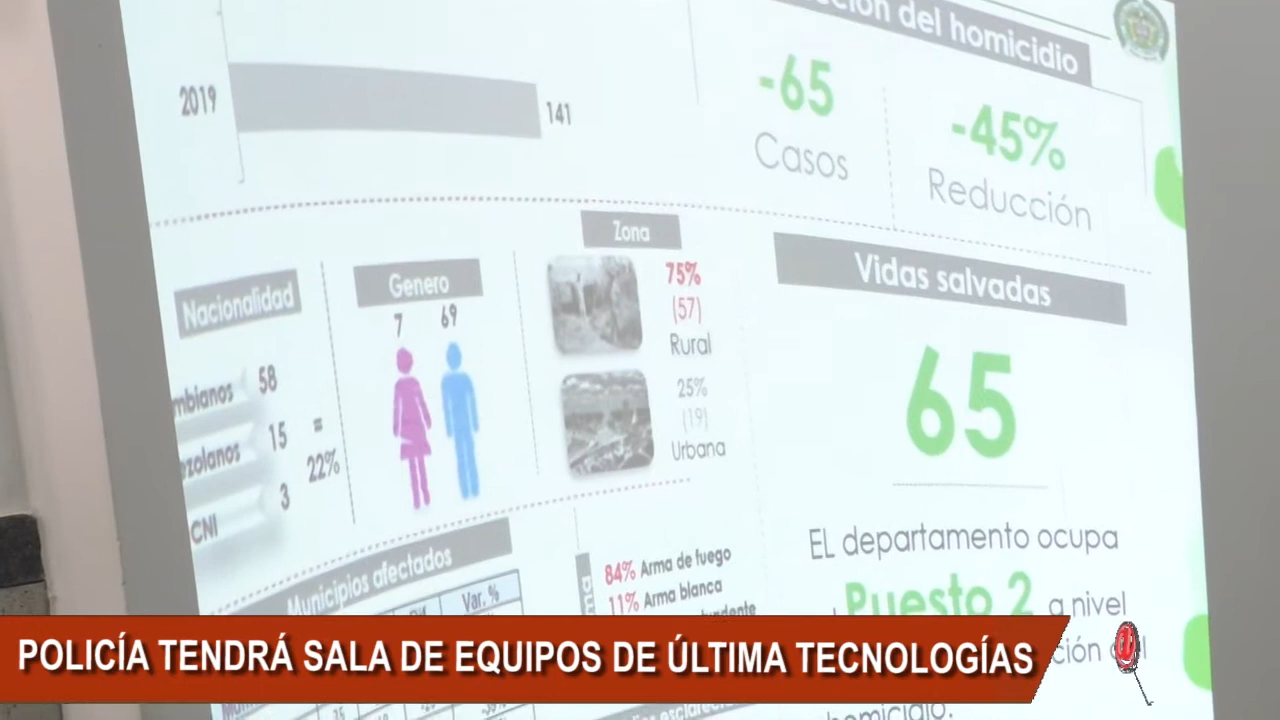 ción del homicidio
2019
141
-65
Casos
-45%
Reducción
Nacionalidad
mbianos 58
ezolanos 15
CNI 3
=
22%
Genero
7 69
Zona
75%
(57)
Rural
25%
(19)
Urbana
Vidas salvadas
65
EL departamento ocupa
Puesto 2 a nivel
ción
homicidio.
Municipios afectados
Var. %
84% Arma de fuego
11% Arma blanca
POLICÍA TENDRÁ SALA DE EQUIPOS DE ÚLTIMA TECNOLOGÍAS